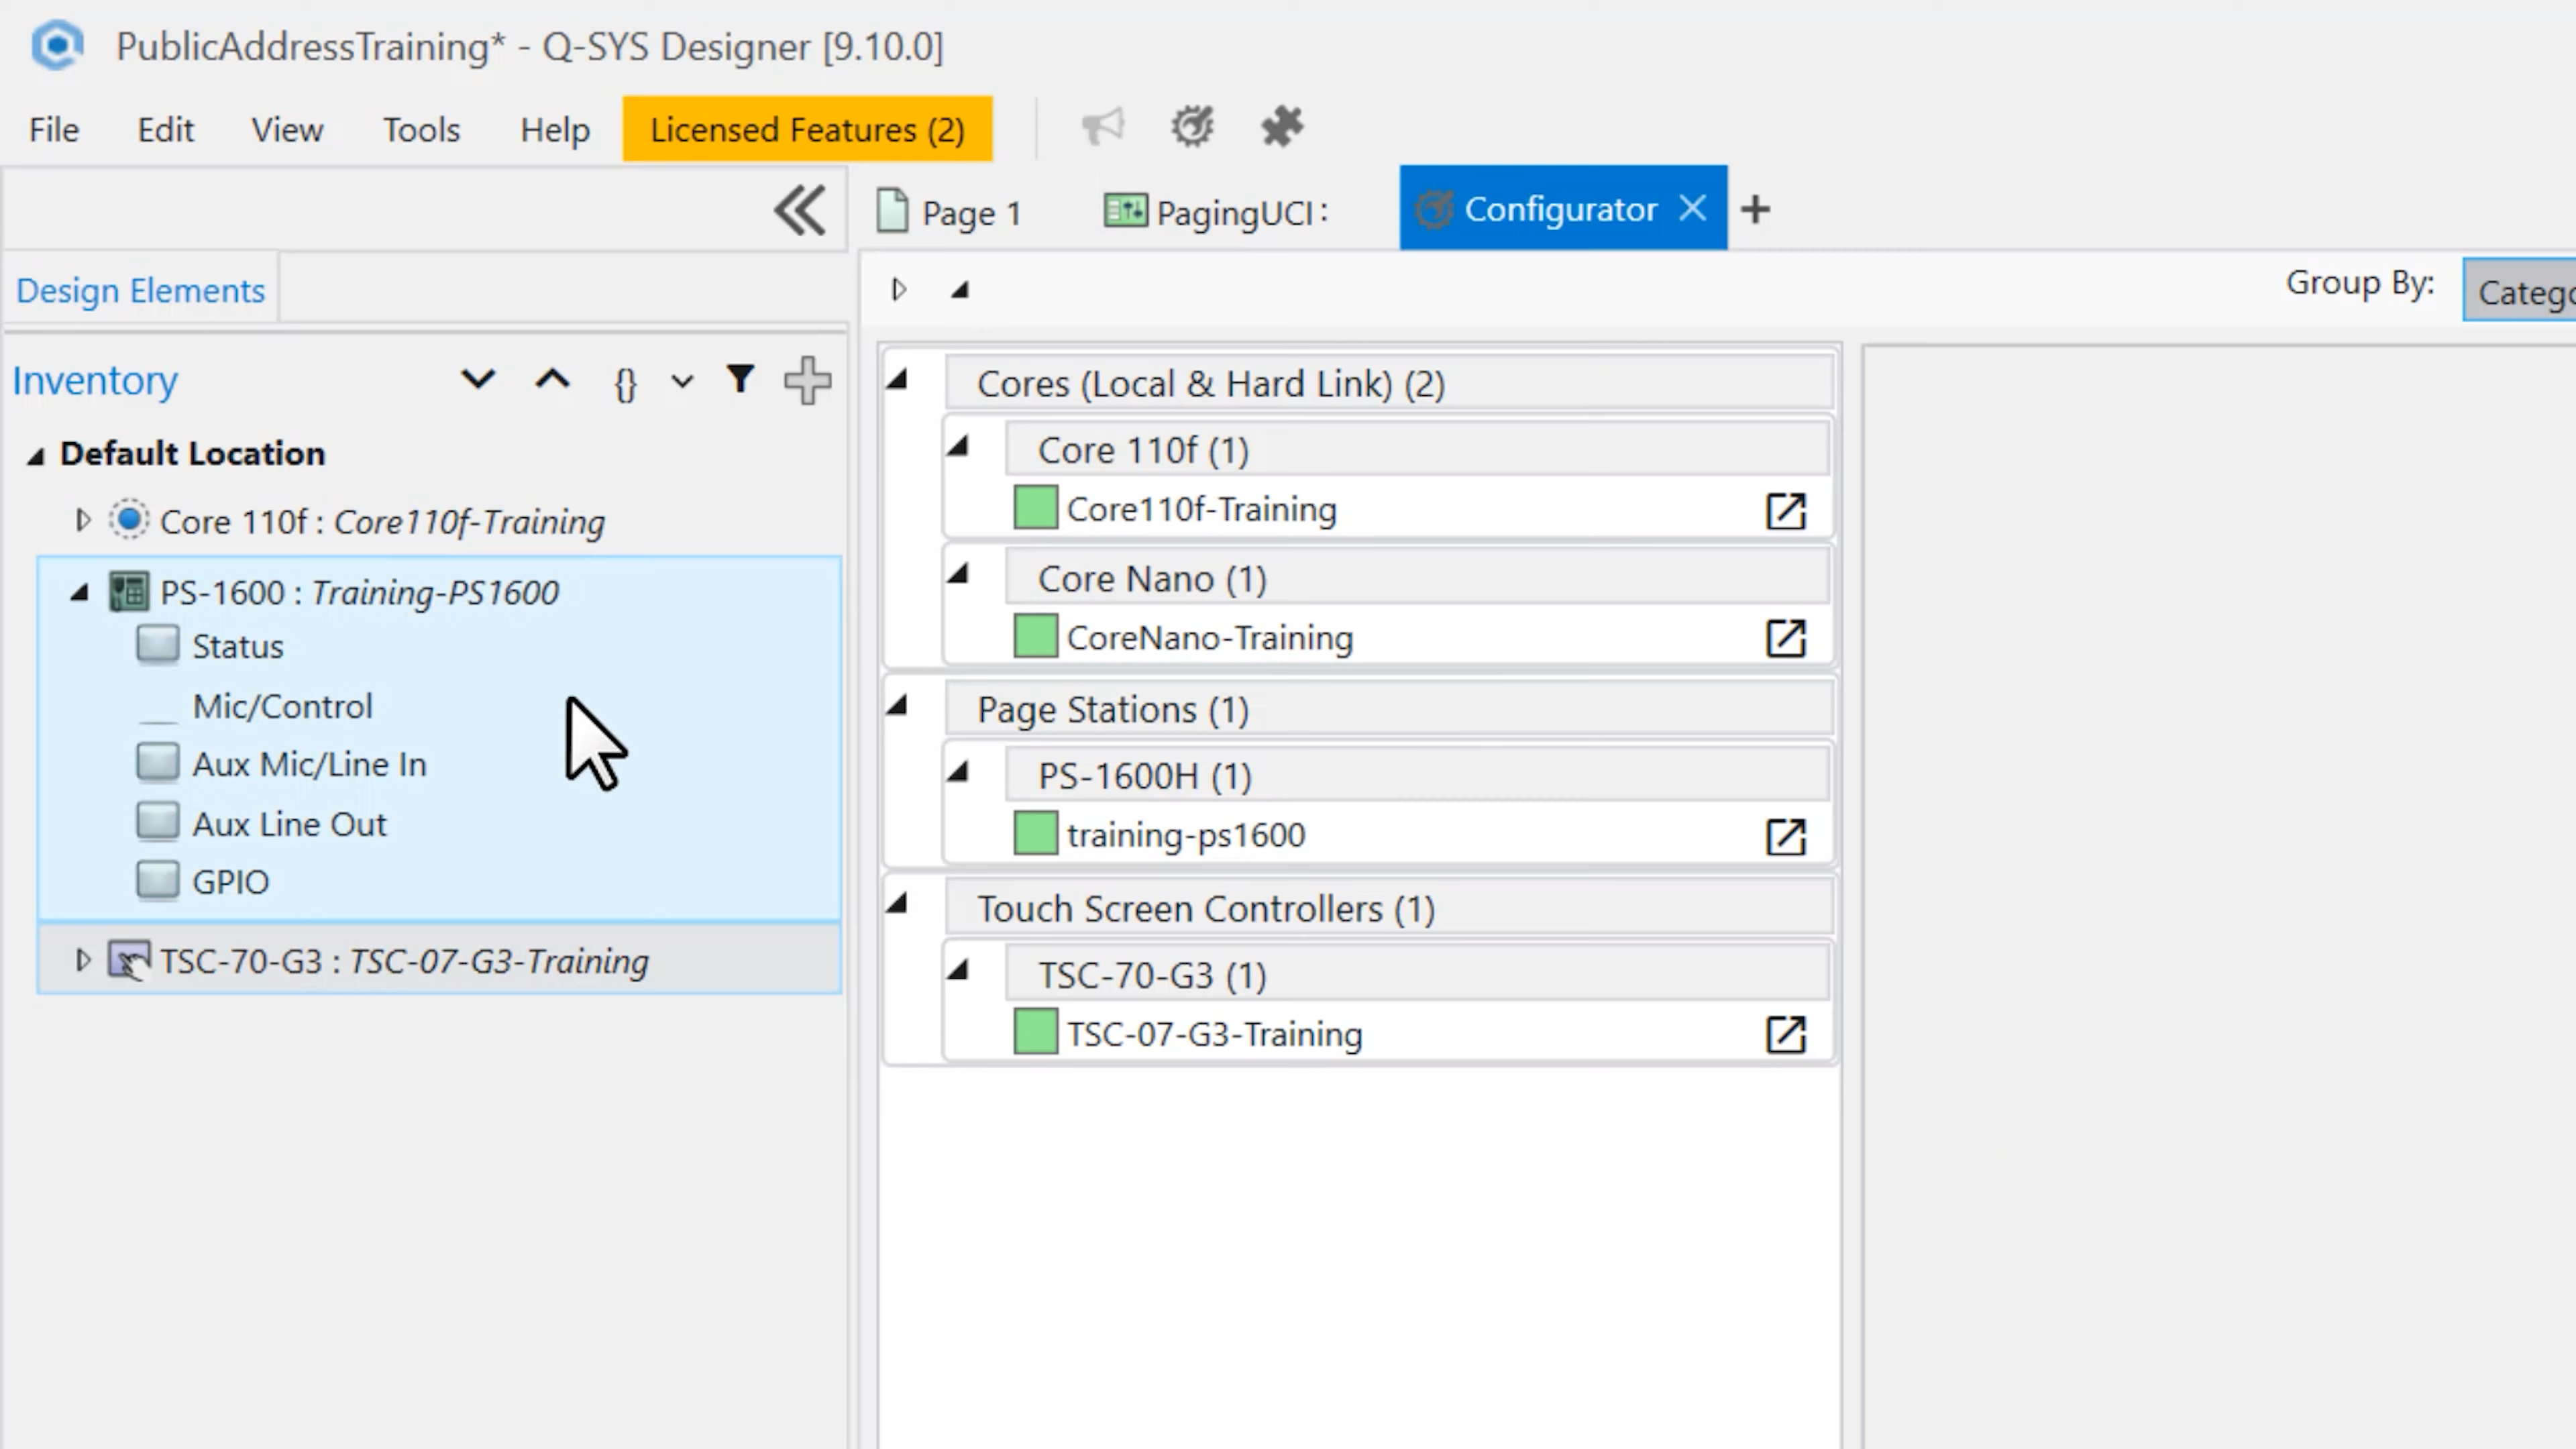 PublicAddressTraining* - Q-SYS Designer [9.10.0]
File Edit View Tools Help Licensed Features (2)
Page 1 PagingUCI : Configurator
Design Elements
Group By:
Inventory
Default Location
Core 110f : Core110f-Training
PS-1600 : Training-PS1600
Status
Mic/Control
Aux Mic/Line In
Aux Line Out
GPIO
TSC-70-G3 : TSC-07-G3-Training
Cores (Local & Hard Link) (2)
Core 110f (1)
Core110f-Training
Core Nano (1)
CoreNano-Training
Page Stations (1)
PS-1600H (1)
training-ps1600
Touch Screen Controllers (1)
TSC-70-G3 (1)
TSC-07-G3-Training